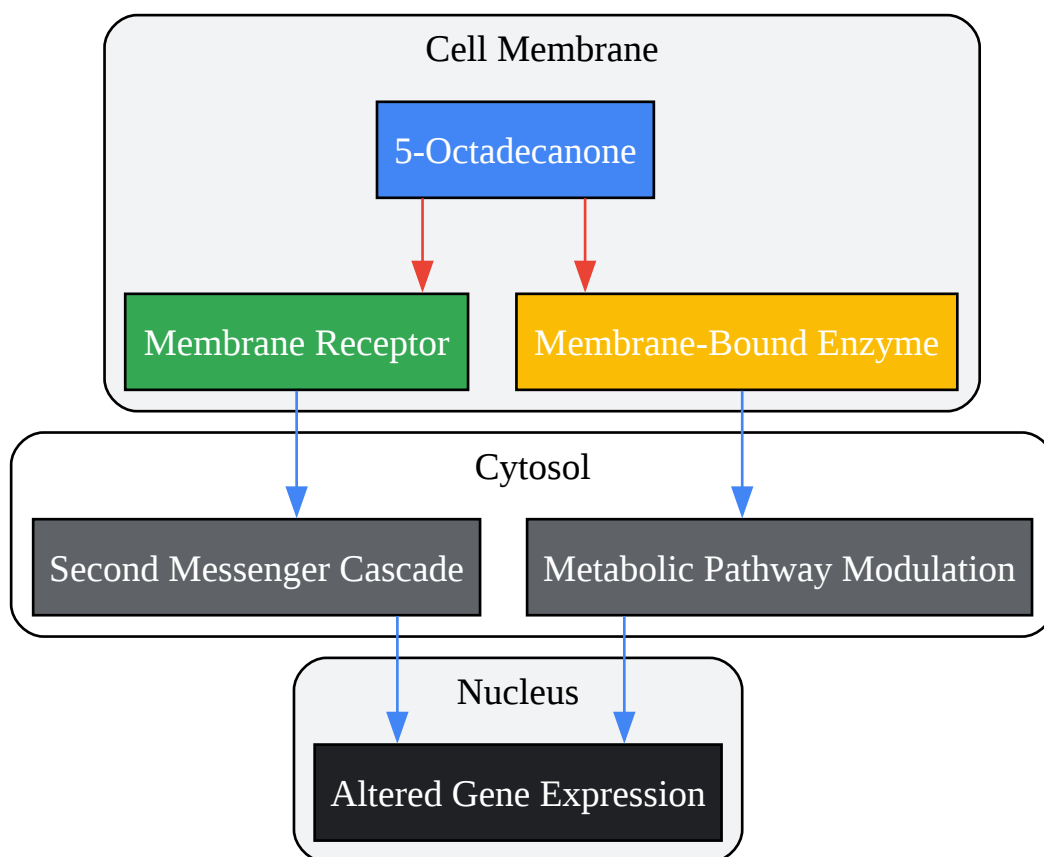 Cell Membrane
5-Octadecanone
Membrane Receptor
Membrane-Bound Enzyme
Cytosol
Second Messenger Cascade
Metabolic Pathway Modulation
Nucleus
Altered Gene Expression